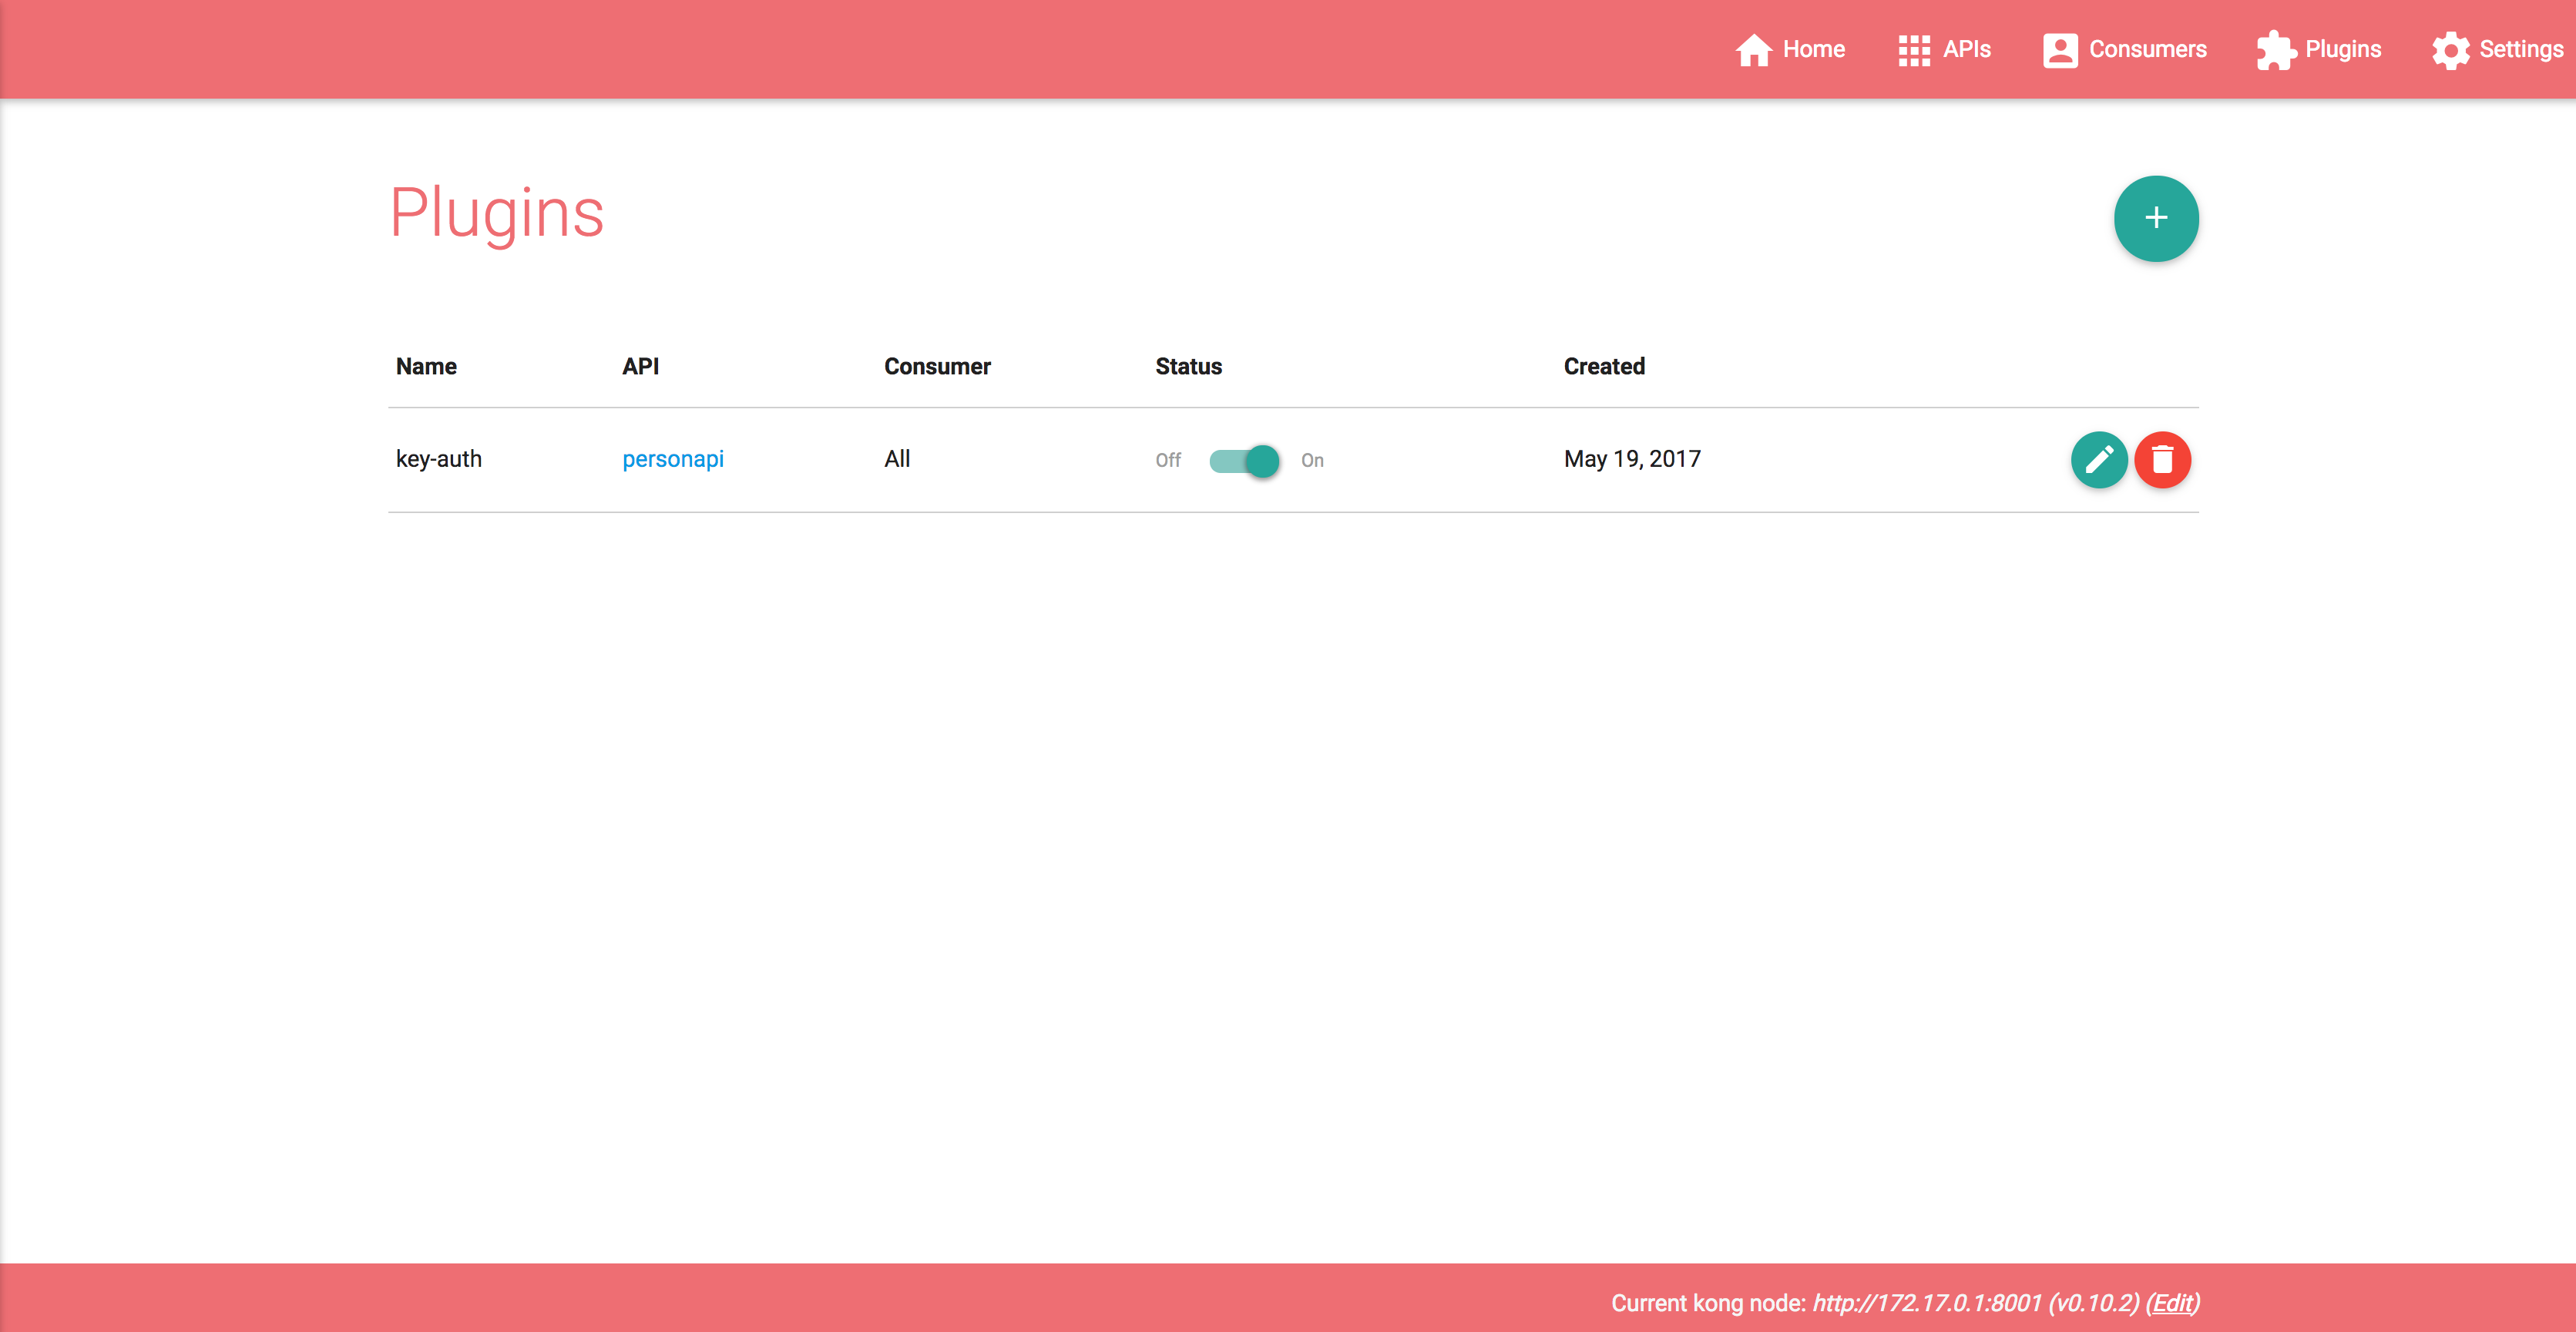 Home APIs Consumers Plugins Settings
Plugins
+
Name API Consumer Status Created
key-auth personapi All Off On May 19, 2017
Current kong node: http://172.17.0.1:8001 (v0.10.2) (Edit)